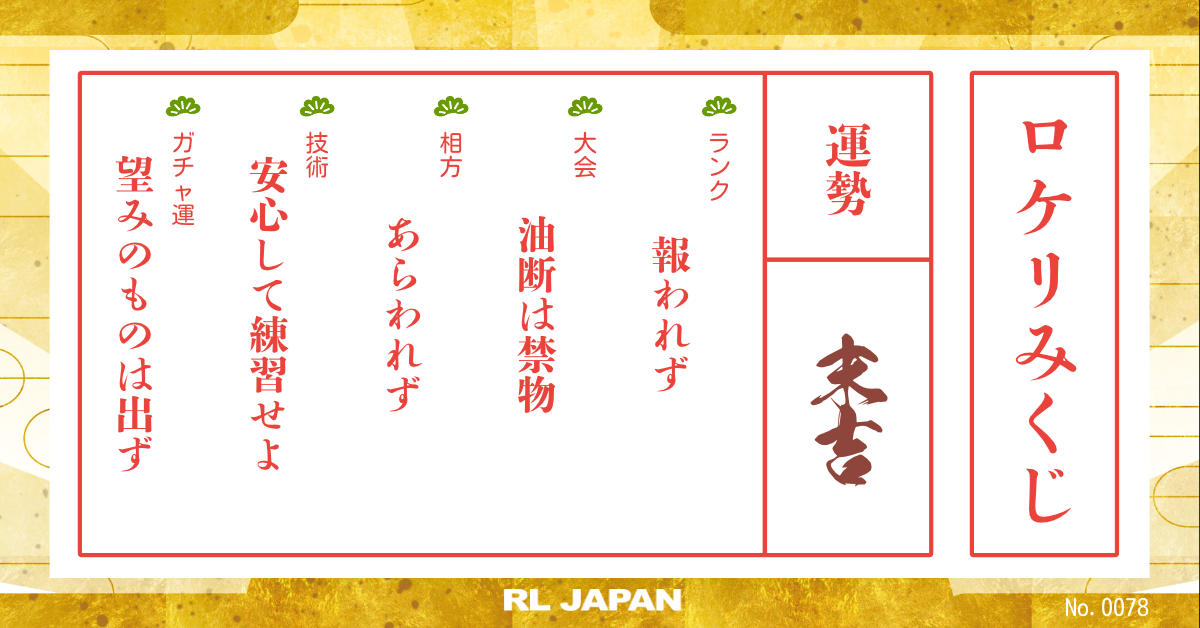 ロケリみくじ
運勢
末吉
ランク
報われず
大会
油断は禁物
相方
あらわれず
技術
安心して練習せよ
ガチャ運
望みのものは出ず
RL JAPAN
No. 0078